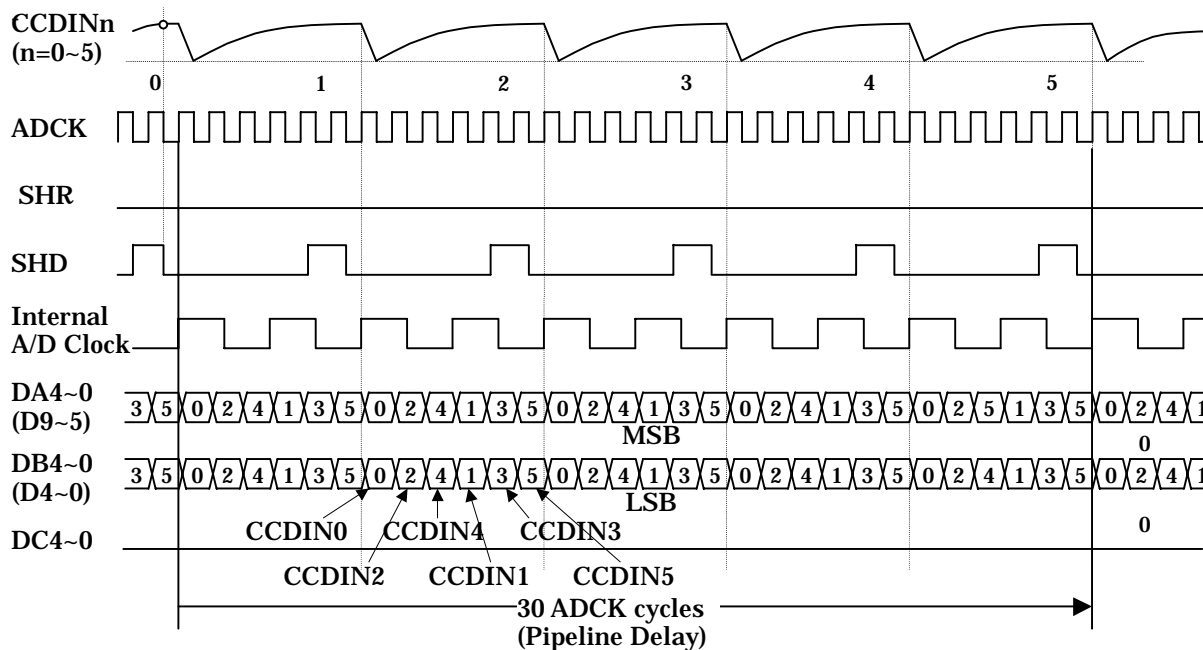 CCDINn
(n=0~5)
0 1 2 3 4 5
ADCK
SHR
SHD
Internal
A/D Clock
DA4~0
(D9~5)
3 5 0 2 4 1 3 5 0 2 4 1 3 5 0 2 4 1 3 5 0 2 4 1 3 5 0 2 5 1 3 5 0 2 4 1
MSB
0
DB4~0
(D4~0)
3 5 0 2 4 1 3 5 0 2 4 1 3 5 0 2 4 1 3 5 0 2 4 1 3 5 0 2 4 1 3 5 0 2 4 1
LSB
0
CCDIN0 CCDIN4 CCDIN3
DC4~0
CCDIN2 CCDIN1 CCDIN5
30 ADCK cycles
(Pipeline Delay)